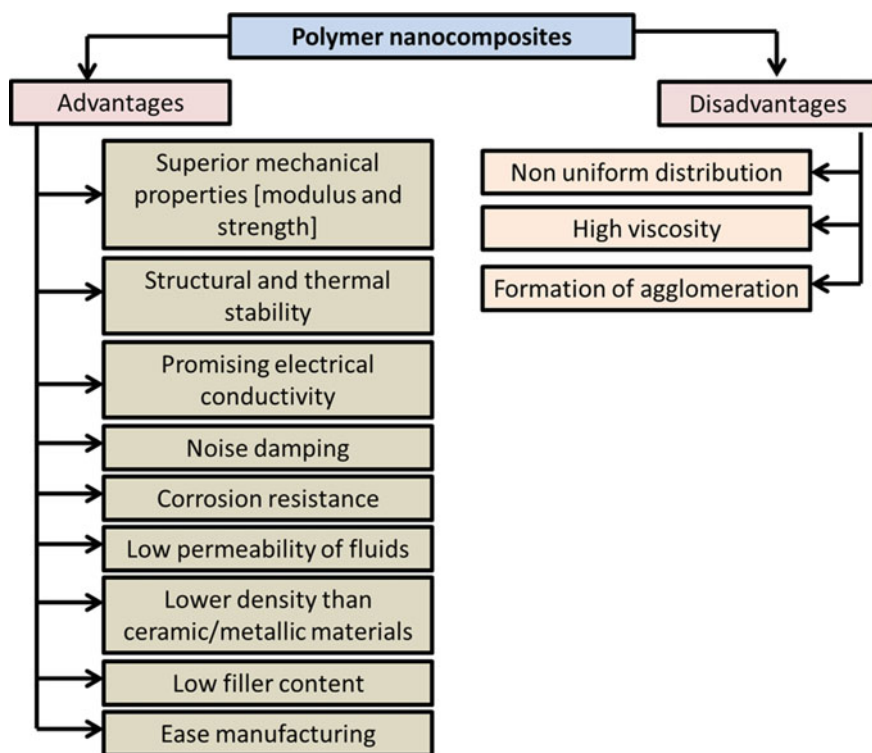 Polymer nanocomposites
Advantages
Superior mechanical
properties [modulus and
strength]
Structural and thermal
stability
Promising electrical
conductivity
Noise damping
Corrosion resistance
Low permeability of fluids
Lower density than
ceramic/metallic materials
Low filler content
Ease manufacturing
Disadvantages
Non uniform distribution
High viscosity
Formation of agglomeration